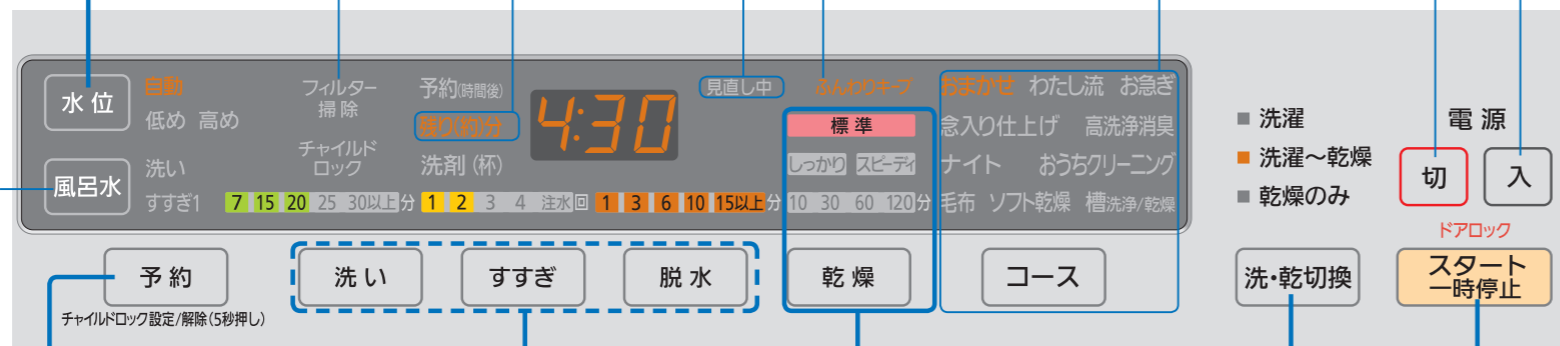 水位
自動
低め 高め
フィルター
掃除
予約(時間後)
残り(約)分
4:30
見直し中
ふんわりキープ
標準
おまかせ わたし流 お急ぎ
念入り仕上げ 高洗浄消臭
風呂水
洗い
すすぎ1
チャイルド
ロック
洗剤(杯)
しっかり スピーディ
ナイト おうちクリーニング
7 15 20 25 30以上分 1 2 3 4 注水回 1 3 6 10 15以上分 10 30 60 120分 毛布 ソフト乾燥 槽洗浄/乾燥
洗濯
洗濯～乾燥
乾燥のみ
電源
切 入
ドアロック
予約
洗い
すすぎ
脱水
乾燥
コース
洗・乾切換
スタート
一時停止
チャイルドロック設定/解除(5秒押し)